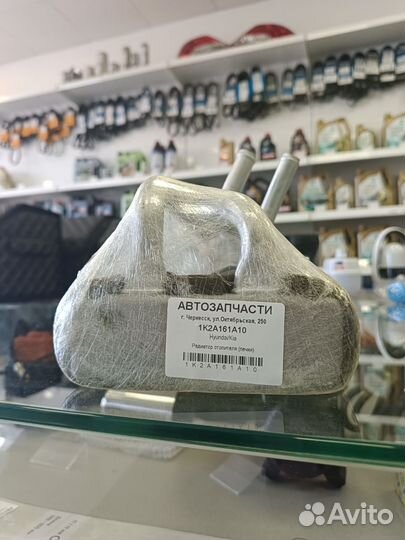 АВТОЗАПЧАСТИ
г. Черкесск, ул.Октябрьская, 250
1K2A161A10
Hyundai/Kia
Радиатор отопителя (печки)
1K2A161A10
Avito